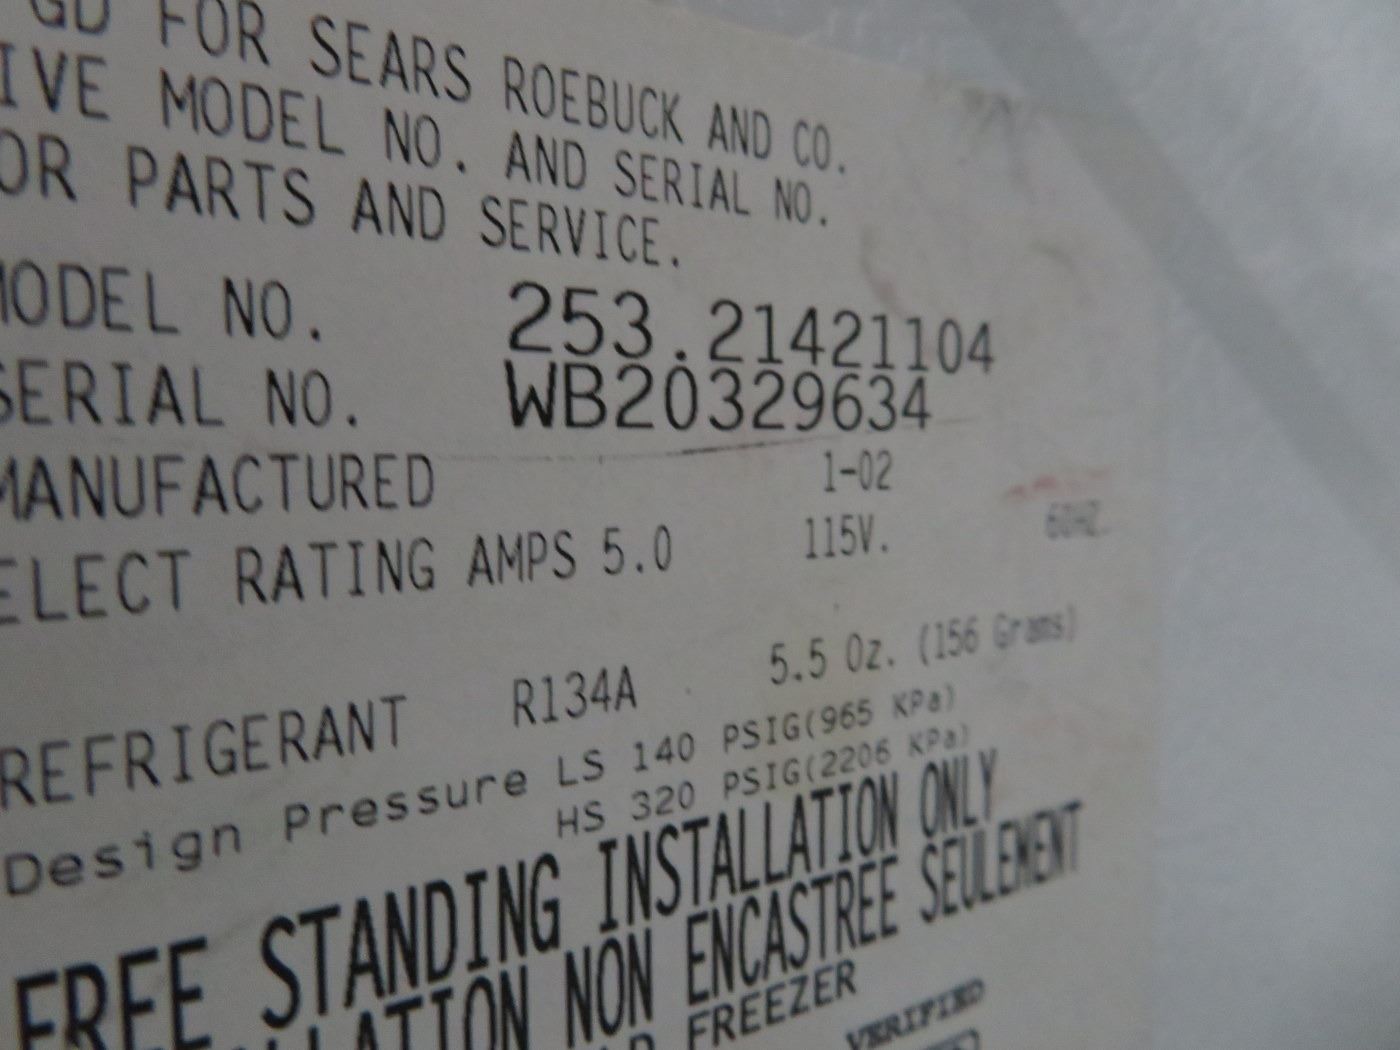 GD FOR SEARS ROEBUCK AND CO.
IVE MODEL NO. AND SERIAL NO.
OR PARTS AND SERVICE.
MODEL NO. 253.21421104
SERIAL NO. WB20329634
MANUFACTURED 1-02
ELECT RATING AMPS 5.0 115V. 60HZ.
REFRIGERANT R134A 5.5 Oz. (156 Grams)
Design Pressure LS 140 PSIG(965 KPa)
HS 320 PSIG(2206 KPa)
FREE STANDING INSTALLATION ONLY
LLATION NON ENCASTREE SEULEMENT
FREEZER
VERIFIED